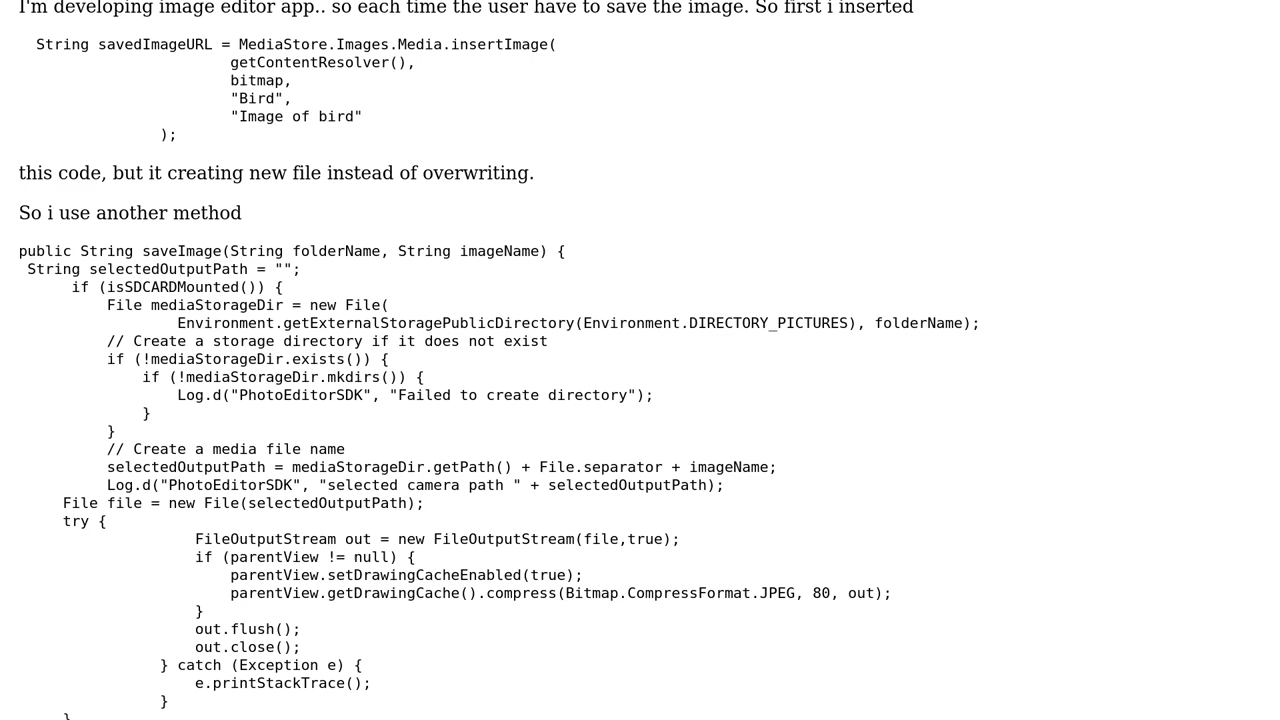 I'm developing image editor app.. so each time the user have to save the image. So first i inserted
String savedImageURL = MediaStore.Images.Media.insertImage(
getContentResolver(),
bitmap,
"Bird",
"Image of bird"
);
this code, but it creating new file instead of overwriting.
So i use another method
public String saveImage(String folderName, String imageName) {
String selectedOutputPath = "";
if (isSDCARDMounted()) {
File mediaStorageDir = new File(
Environment.getExternalStoragePublicDirectory(Environment.DIRECTORY_PICTURES), folderName);
// Create a storage directory if it does not exist
if (!mediaStorageDir.exists()) {
if (!mediaStorageDir.mkdirs()) {
Log.d("PhotoEditorSDK", "Failed to create directory");
}
}
// Create a media file name
selectedOutputPath = mediaStorageDir.getPath() + File.separator + imageName;
Log.d("PhotoEditorSDK", "selected camera path " + selectedOutputPath);
File file = new File(selectedOutputPath);
try {
FileOutputStream out = new FileOutputStream(file,true);
if (parentView != null) {
parentView.setDrawingCacheEnabled(true);
parentView.getDrawingCache().compress(Bitmap.CompressFormat.JPEG, 80, out);
}
out.flush();
out.close();
} catch (Exception e) {
e.printStackTrace();
}
}